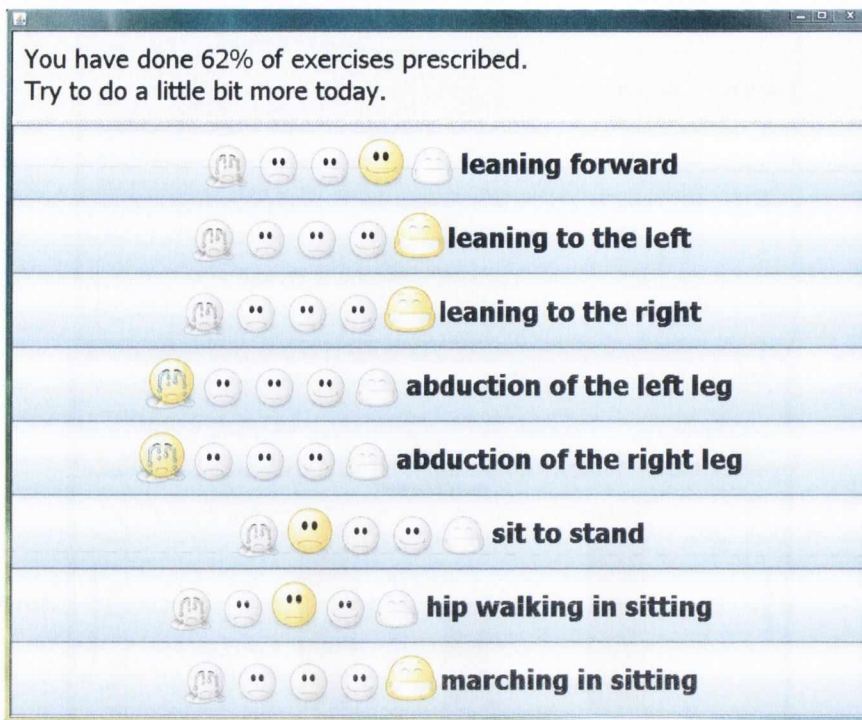 You have done 62% of exercises prescribed.
Try to do a little bit more today.
leaning forward
leaning to the left
leaning to the right
abduction of the left leg
abduction of the right leg
sit to stand
hip walking in sitting
marching in sitting